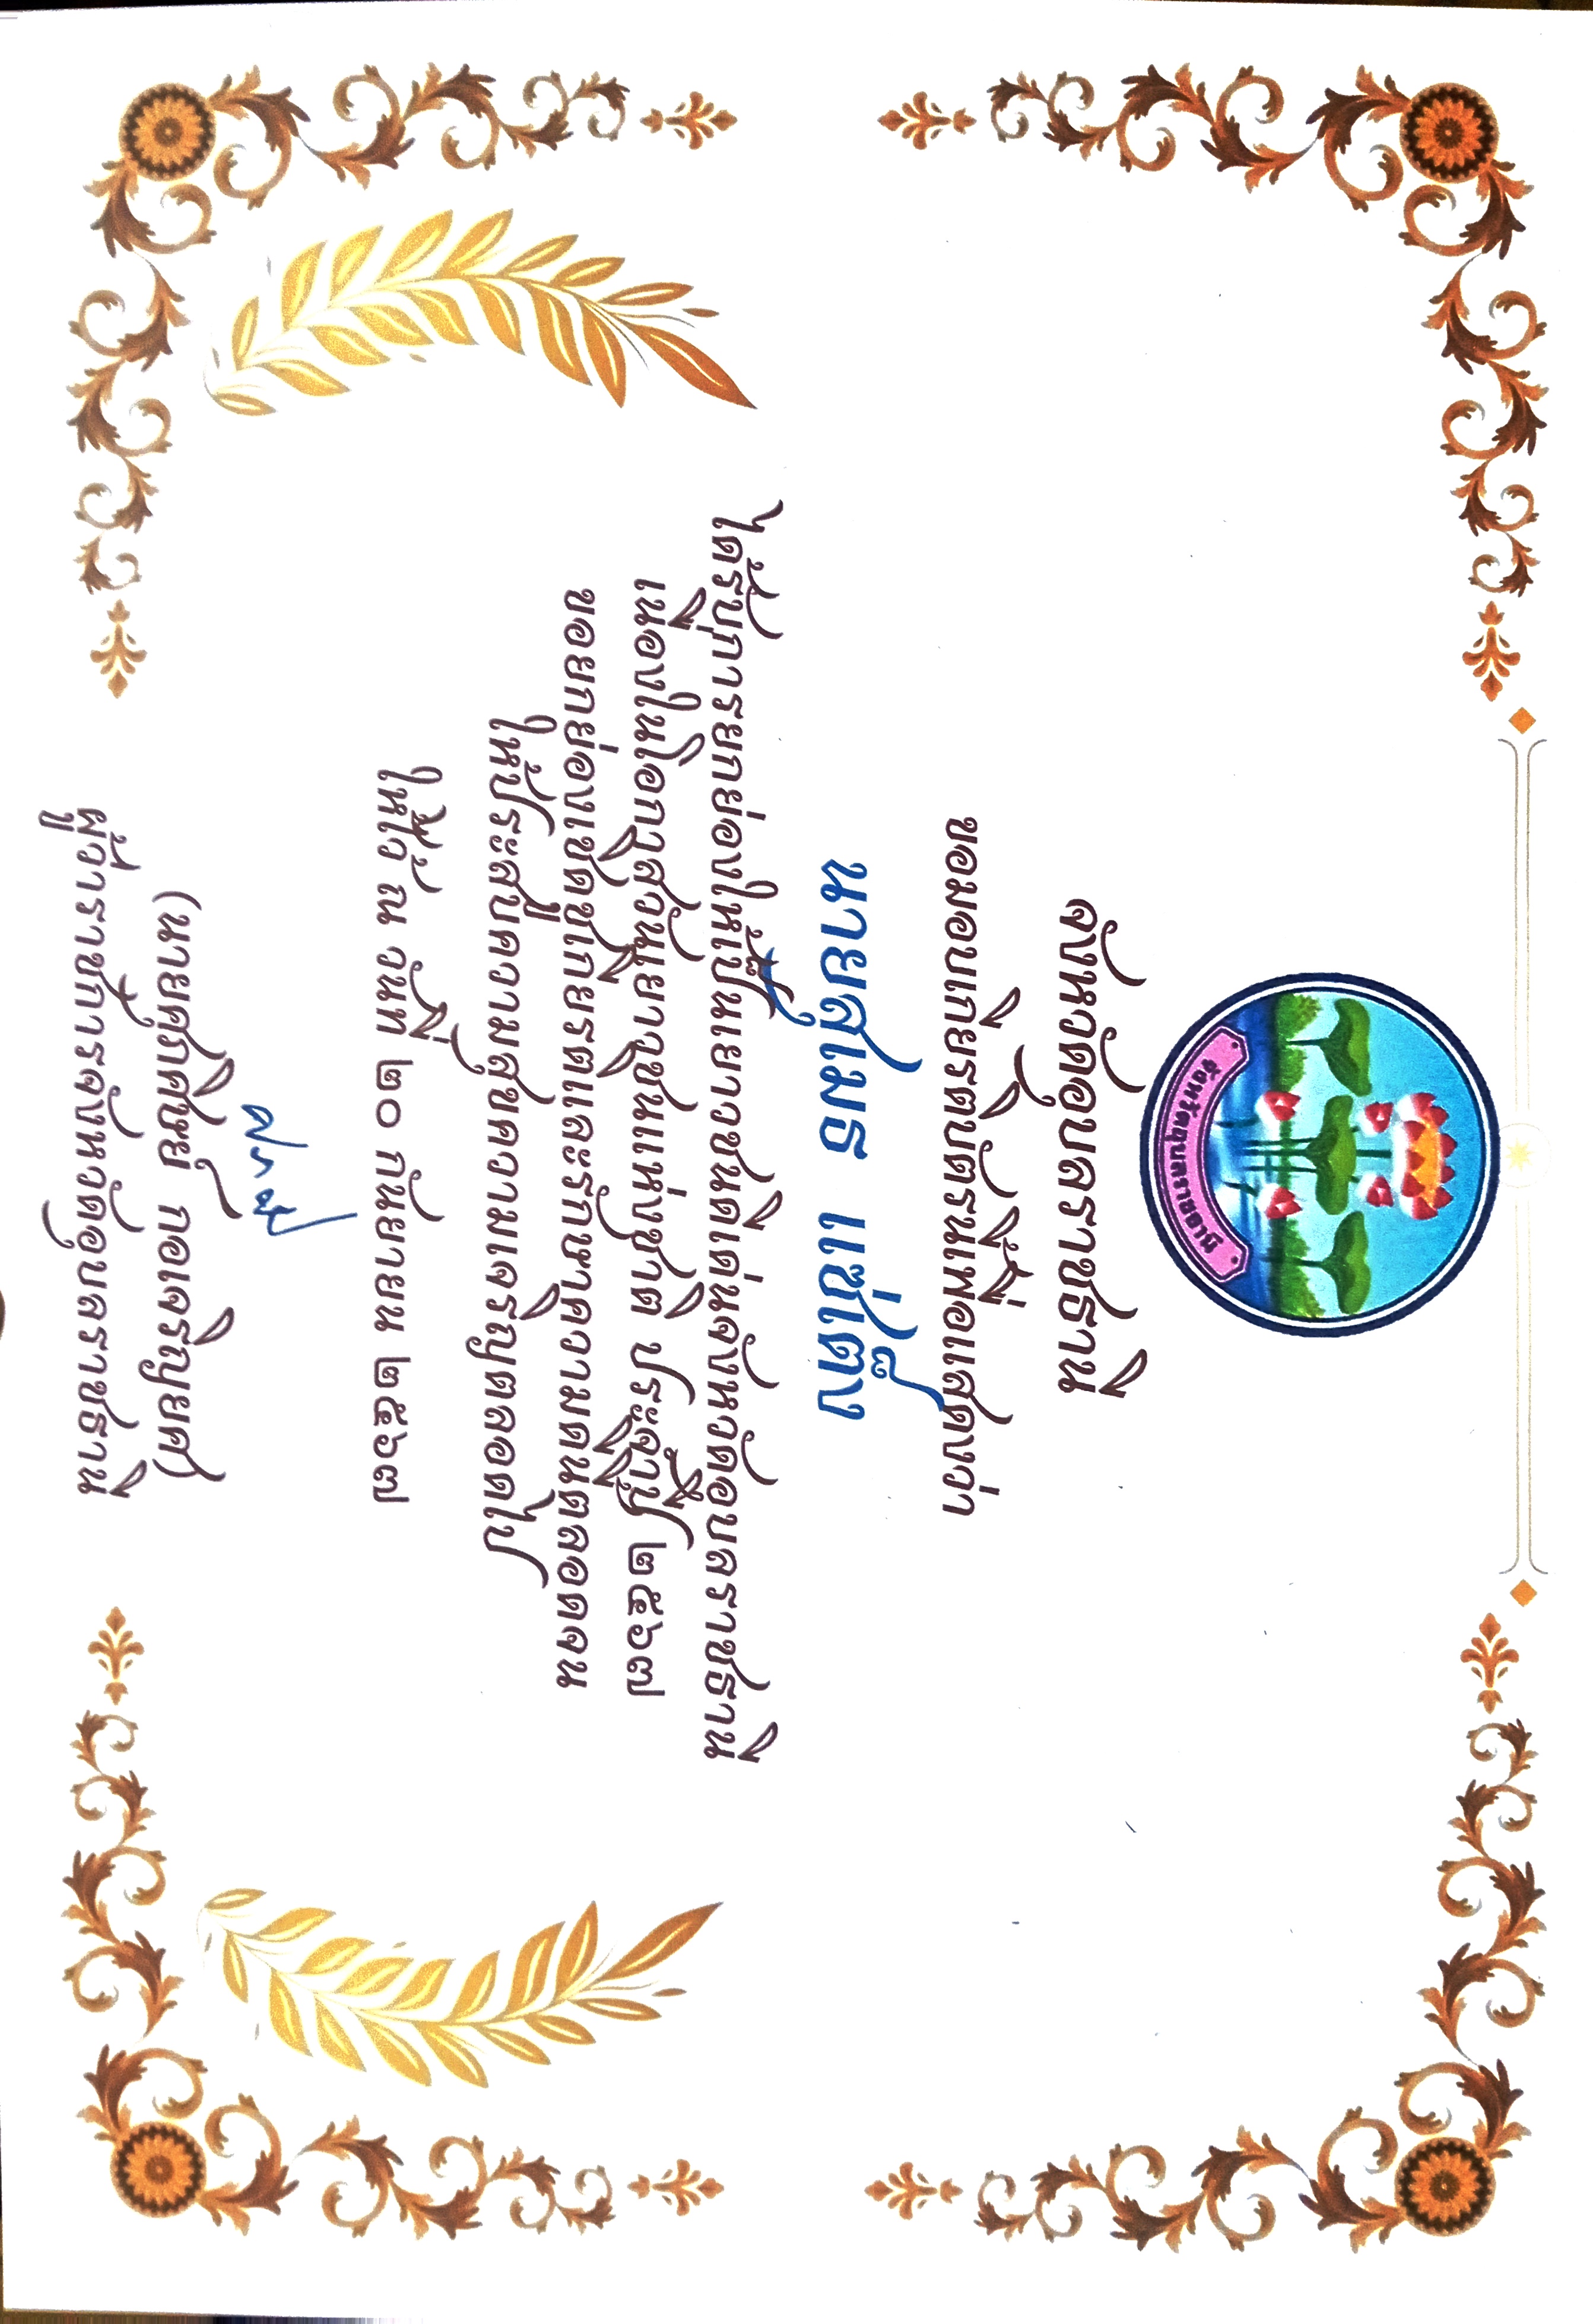 จังหวัดอุบลราชธานี
จังหวัดอุบลราชธานี
ขอมอบเกียรติบัตรนี้เพื่อแสดงว่า
นายสุเมธ แซ่เต็ง
ได้รับการยกย่องให้เป็นเยาวชนดีเด่นจังหวัดอุบลราชธานี
เนื่องในโอกาสวันเยาวชนแห่งชาติ ประจำปี ๒๕๖๗
ขอยกย่องเชิดชูเกียรติและรักษาความดีนี้ตลอดจน
ให้ประสบความสุขความเจริญตลอดไป
ให้ไว้ ณ วันที่ ๒๐ กันยายน ๒๕๖๗
(นายศุภศิษย์ กอเจริญยศ)
ผู้ว่าราชการจังหวัดอุบลราชธานี